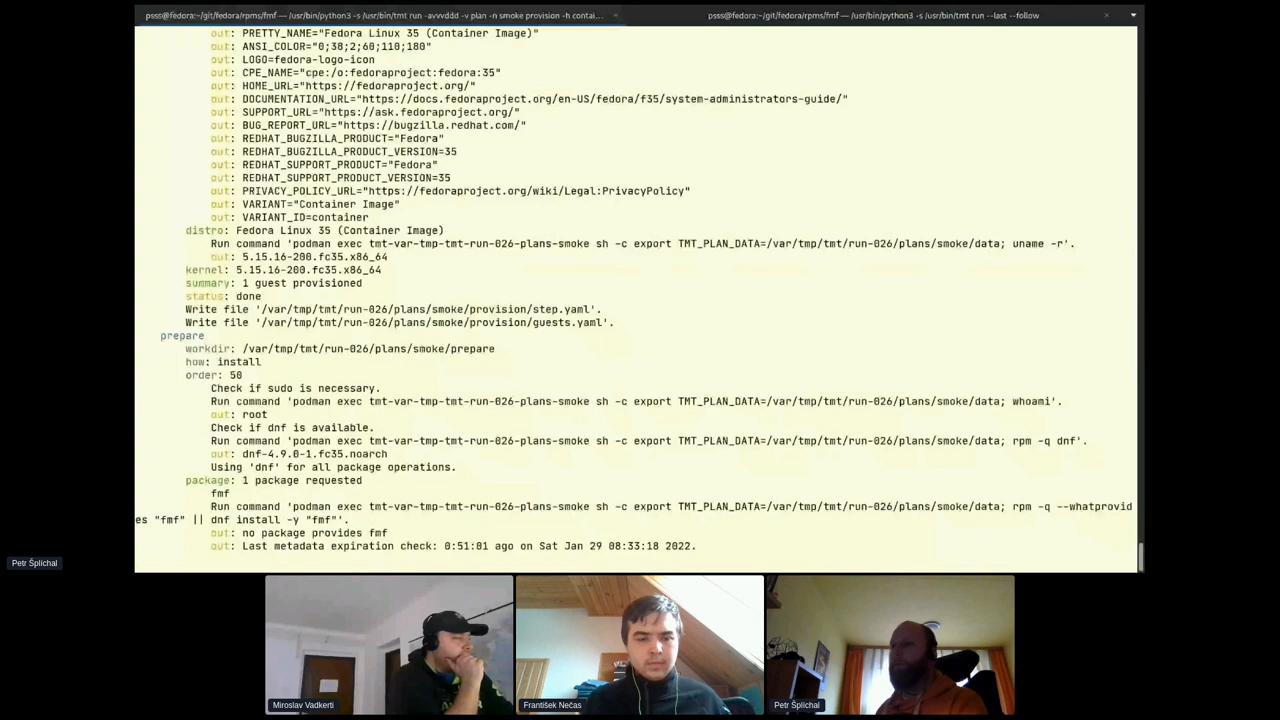 psss@fedora:~/git/fedora/rpms/fmf — /usr/bin/python3 -s /usr/bin/tmt run -avvvddd -v plan -n smoke provision -h contai...
psss@fedora:~/git/fedora/rpms/fmf — /usr/bin/python3 -s /usr/bin/tmt run --last --follow
out: PRETTY_NAME="Fedora Linux 35 (Container Image)"
out: ANSI_COLOR="0;38;2;60;110;180"
out: LOGO=fedora-logo-icon
out: CPE_NAME="cpe:/o:fedoraproject:fedora:35"
out: HOME_URL="https://fedoraproject.org/"
out: DOCUMENTATION_URL="https://docs.fedoraproject.org/en-US/fedora/f35/system-administrators-guide/"
out: SUPPORT_URL="https://ask.fedoraproject.org/"
out: BUG_REPORT_URL="https://bugzilla.redhat.com/"
out: REDHAT_BUGZILLA_PRODUCT="Fedora"
out: REDHAT_BUGZILLA_PRODUCT_VERSION=35
out: REDHAT_SUPPORT_PRODUCT="Fedora"
out: REDHAT_SUPPORT_PRODUCT_VERSION=35
out: PRIVACY_POLICY_URL="https://fedoraproject.org/wiki/Legal:PrivacyPolicy"
out: VARIANT="Container Image"
out: VARIANT_ID=container
distro: Fedora Linux 35 (Container Image)
Run command 'podman exec tmt-var-tmp-tmt-run-026-plans-smoke sh -c export TMT_PLAN_DATA=/var/tmp/tmt/run-026/plans/smoke/data; uname -r'.
out: 5.15.16-200.fc35.x86_64
kernel: 5.15.16-200.fc35.x86_64
summary: 1 guest provisioned
status: done
Write file '/var/tmp/tmt/run-026/plans/smoke/provision/step.yaml'.
Write file '/var/tmp/tmt/run-026/plans/smoke/provision/guests.yaml'.
prepare
workdir: /var/tmp/tmt/run-026/plans/smoke/prepare
how: install
order: 50
Check if sudo is necessary.
Run command 'podman exec tmt-var-tmp-tmt-run-026-plans-smoke sh -c export TMT_PLAN_DATA=/var/tmp/tmt/run-026/plans/smoke/data; whoami'.
out: root
Check if dnf is available.
Run command 'podman exec tmt-var-tmp-tmt-run-026-plans-smoke sh -c export TMT_PLAN_DATA=/var/tmp/tmt/run-026/plans/smoke/data; rpm -q dnf'.
out: dnf-4.9.0-1.fc35.noarch
Using 'dnf' for all package operations.
package: 1 package requested
fmf
Run command 'podman exec tmt-var-tmp-tmt-run-026-plans-smoke sh -c export TMT_PLAN_DATA=/var/tmp/tmt/run-026/plans/smoke/data; rpm -q --whatprovid
es "fmf" || dnf install -y "fmf"'.
out: no package provides fmf
out: Last metadata expiration check: 0:51:01 ago on Sat Jan 29 08:33:18 2022.
Petr Šplíchal
Miroslav Vadkerti
František Nečas
Petr Šplíchal